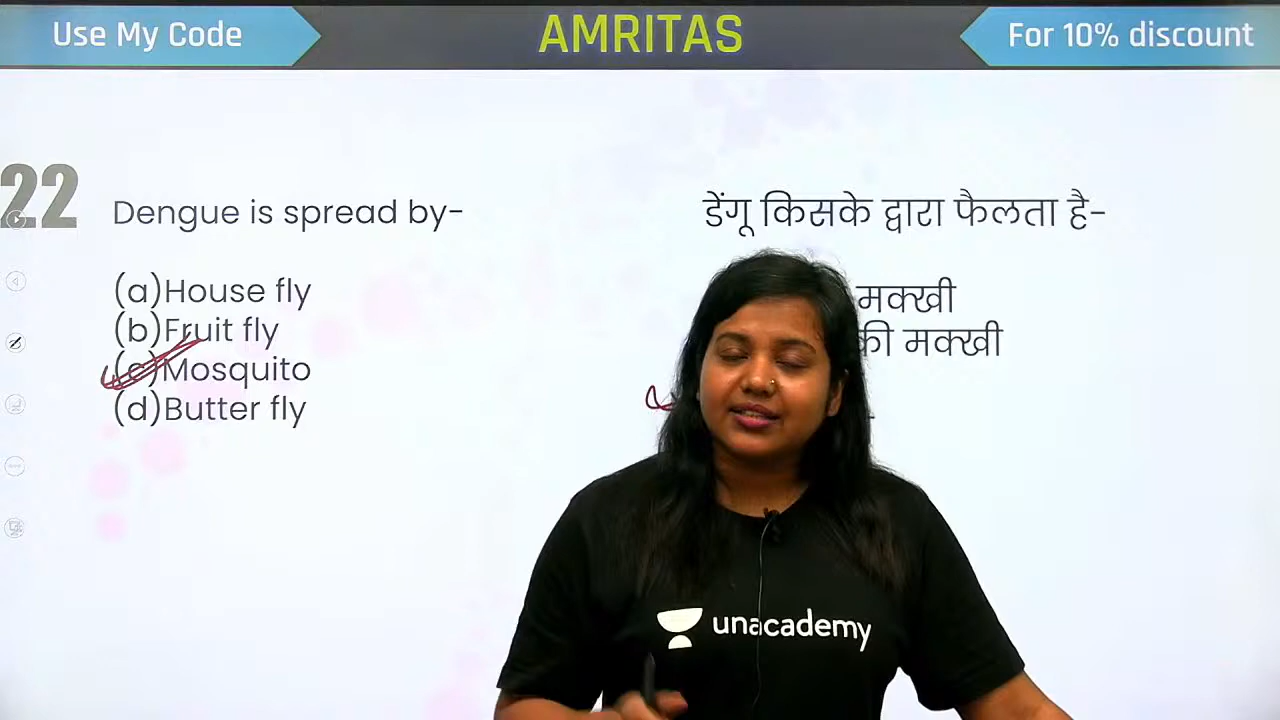 Use My Code
AMRITAS
For 10% discount
22
Dengue is spread by-
(a)House fly
(b)Fruit fly
(c)Mosquito
(d)Butter fly
डेंगू किसके द्वारा फैलता है-
मक्खी
की मक्खी
unacademy